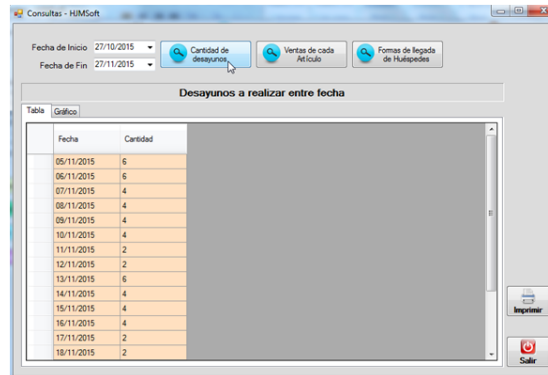 Consultas - HJMSoft
Fecha de Inicio 27/10/2015
Fecha de Fin 27/11/2015
Cantidad de
desayunos
Ventas de cada
Artículo
Formas de llegada
de Huéspedes
Desayunos a realizar entre fecha
Tabla Gráfico
Fecha Cantidad
05/11/2015 6
06/11/2015 6
07/11/2015 4
08/11/2015 4
09/11/2015 4
10/11/2015 4
11/11/2015 2
12/11/2015 2
13/11/2015 6
14/11/2015 4
15/11/2015 4
16/11/2015 4
17/11/2015 2
18/11/2015 2
Imprimir
Salir